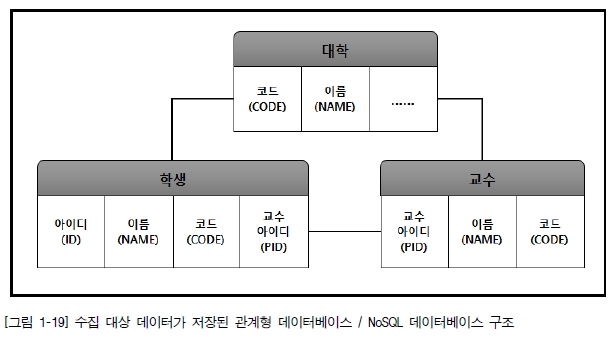 대학
코드 이름 ......
(CODE) (NAME)
학생
아이디 이름 코드 교수
(ID) (NAME) (CODE) 아이디
(PID)
교수
교수 이름 코드
아이디 (NAME) (CODE)
(PID)
[그림 1-19] 수집 대상 데이터가 저장된 관계형 데이터베이스 / NoSQL 데이터베이스 구조